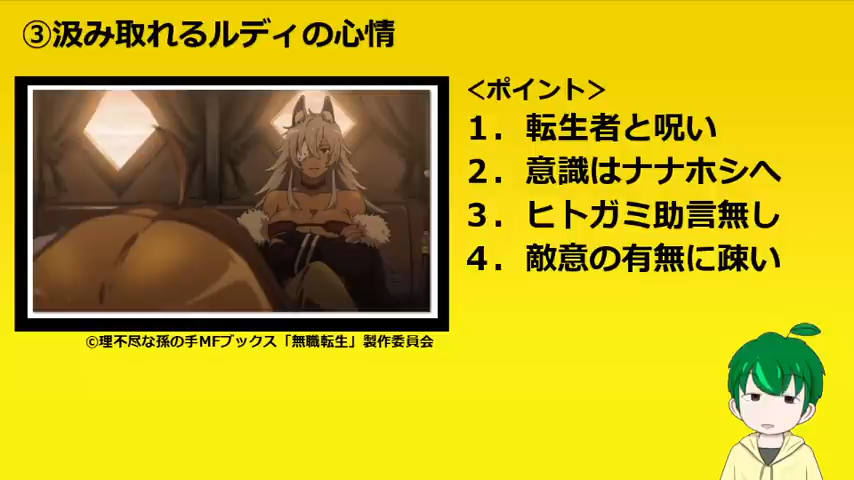 ③汲み取れるルディの心情
<ポイント>
１．転生者と呪い
２．意識はナナホシへ
３．ヒトガミ助言無し
４．敵意の有無に疎い
©理不尽な孫の手MFブックス「無職転生」製作委員会